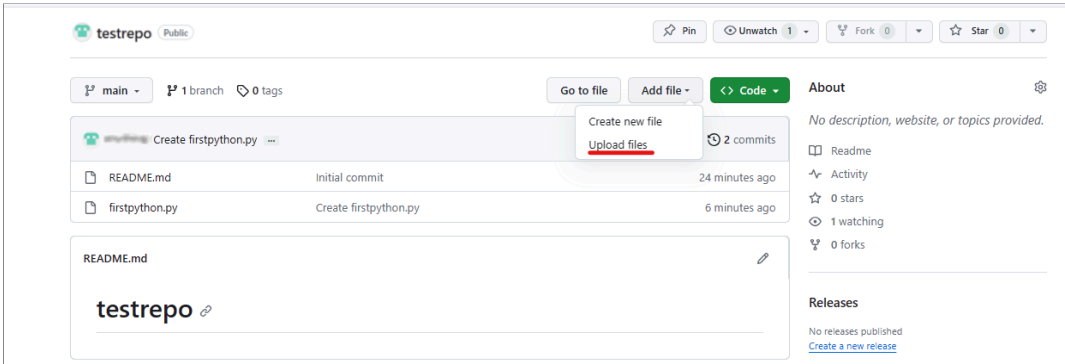 testrepo Public
Pin
Unwatch 1
Fork 0
Star 0
main
1 branch
0 tags
Go to file
Add file
<> Code
Create new file
Upload files
Create firstpython.py ...
2 commits
README.md Initial commit 24 minutes ago
firstpython.py Create firstpython.py 6 minutes ago
README.md
testrepo
About
No description, website, or topics provided.
Readme
Activity
0 stars
1 watching
0 forks
Releases
No releases published
Create a new release